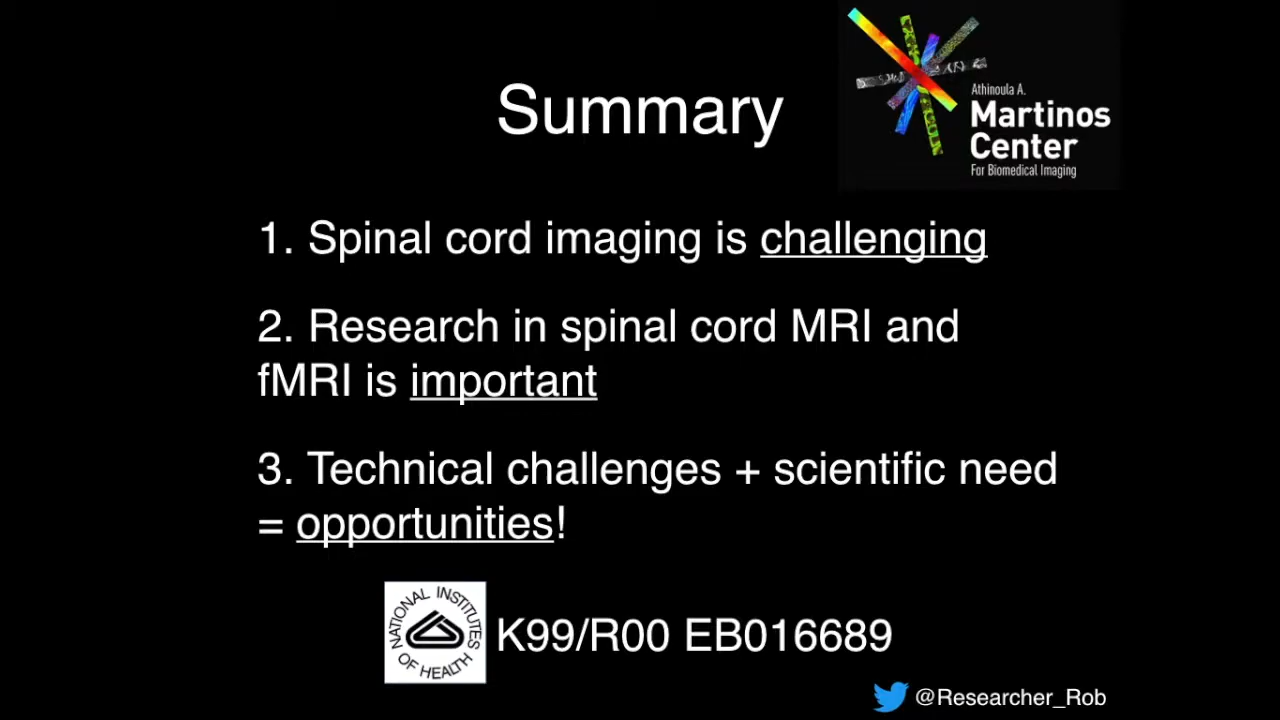 Summary
Athinoula A.
Martinos
Center
For Biomedical Imaging
1. Spinal cord imaging is challenging
2. Research in spinal cord MRI and
fMRI is important
3. Technical challenges + scientific need
= opportunities!
NATIONAL INSTITUTES
OF HEALTH
K99/R00 EB016689
@Researcher_Rob